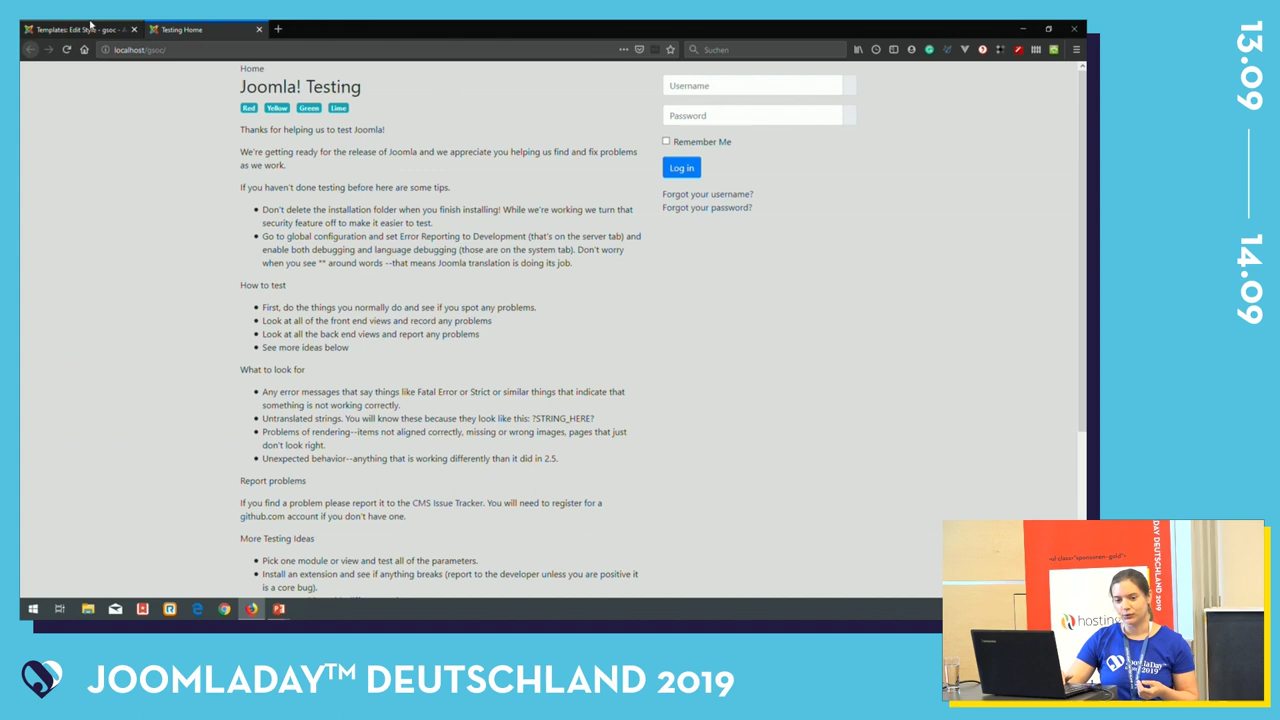 Templates: Edit Style - gsoc - A
Testing Home
localhost/gsoc/
Suchen
Home
Joomla! Testing
Red Yellow Green Lime
Thanks for helping us to test Joomla!
We're getting ready for the release of Joomla and we appreciate you helping us find and fix problems
as we work.
If you haven't done testing before here are some tips.
Don't delete the installation folder when you finish installing! While we're working we turn that
security feature off to make it easier to test.
Go to global configuration and set Error Reporting to Development (that's on the server tab) and
enable both debugging and language debugging (those are on the system tab). Don't worry
when you see ** around words --that means Joomla translation is doing its job.
How to test
First, do the things you normally do and see if you spot any problems.
Look at all of the front end views and record any problems
Look at all the back end views and report any problems
See more ideas below
What to look for
Any error messages that say things like Fatal Error or Strict or similar things that indicate that
something is not working correctly.
Untranslated strings. You will know these because they look like this: ?STRING_HERE?
Problems of rendering--items not aligned correctly, missing or wrong images, pages that just
don't look right.
Unexpected behavior--anything that is working differently than it did in 2.5.
Report problems
If you find a problem please report it to the CMS Issue Tracker. You will need to register for a
github.com account if you don't have one.
More Testing Ideas
Pick one module or view and test all of the parameters.
Install an extension and see if anything breaks (report to the developer unless you are positive it
is a core bug).
Username
Password
Remember Me
Log in
Forgot your username?
Forgot your password?
13.09
14.09
DAY DEUTSCHLAND 2019
<ul class="sponsoren-gold">
hosting
JoomlaDay
JOOMLADAY™ DEUTSCHLAND 2019